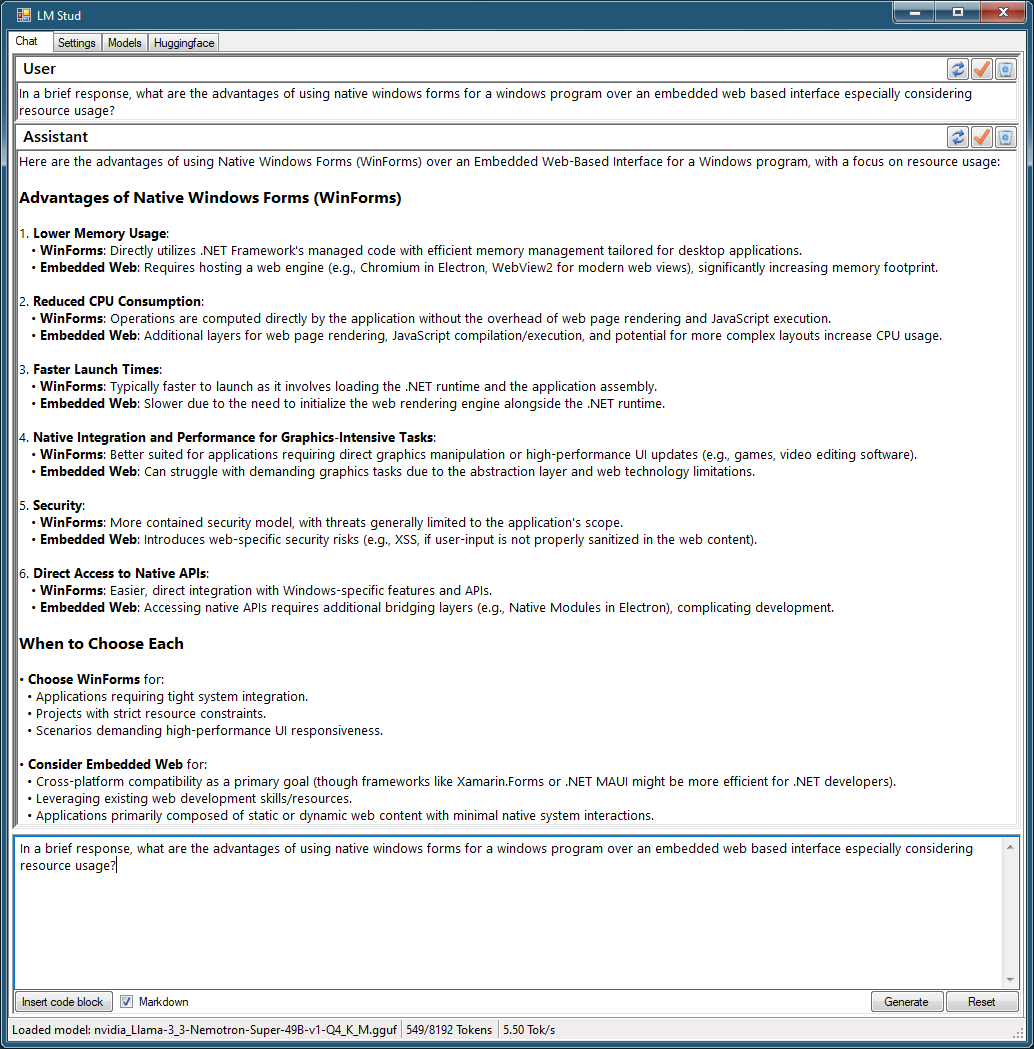 LM Stud
Chat Settings Models Huggingface
User
In a brief response, what are the advantages of using native windows forms for a windows program over an embedded web based interface especially considering
resource usage?
Assistant
Here are the advantages of using Native Windows Forms (WinForms) over an Embedded Web-Based Interface for a Windows program, with a focus on resource usage:
Advantages of Native Windows Forms (WinForms)
1. Lower Memory Usage:
• WinForms: Directly utilizes .NET Framework's managed code with efficient memory management tailored for desktop applications.
• Embedded Web: Requires hosting a web engine (e.g., Chromium in Electron, WebView2 for modern web views), significantly increasing memory footprint.
2. Reduced CPU Consumption:
• WinForms: Operations are computed directly by the application without the overhead of web page rendering and JavaScript execution.
• Embedded Web: Additional layers for web page rendering, JavaScript compilation/execution, and potential for more complex layouts increase CPU usage.
3. Faster Launch Times:
• WinForms: Typically faster to launch as it involves loading the .NET runtime and the application assembly.
• Embedded Web: Slower due to the need to initialize the web rendering engine alongside the .NET runtime.
4. Native Integration and Performance for Graphics-Intensive Tasks:
• WinForms: Better suited for applications requiring direct graphics manipulation or high-performance UI updates (e.g., games, video editing software).
• Embedded Web: Can struggle with demanding graphics tasks due to the abstraction layer and web technology limitations.
5. Security:
• WinForms: More contained security model, with threats generally limited to the application's scope.
• Embedded Web: Introduces web-specific security risks (e.g., XSS, if user-input is not properly sanitized in the web content).
6. Direct Access to Native APIs:
• WinForms: Easier, direct integration with Windows-specific features and APIs.
• Embedded Web: Accessing native APIs requires additional bridging layers (e.g., Native Modules in Electron), complicating development.
When to Choose Each
• Choose WinForms for:
• Applications requiring tight system integration.
• Projects with strict resource constraints.
• Scenarios demanding high-performance UI responsiveness.
• Consider Embedded Web for:
• Cross-platform compatibility as a primary goal (though frameworks like Xamarin.Forms or .NET MAUI might be more efficient for .NET developers).
• Leveraging existing web development skills/resources.
• Applications primarily composed of static or dynamic web content with minimal native system interactions.
In a brief response, what are the advantages of using native windows forms for a windows program over an embedded web based interface especially considering
resource usage?
Insert code block Markdown Generate Reset
Loaded model: nvidia_Llama-3_3-Nemotron-Super-49B-v1-Q4_K_M.gguf 549/8192 Tokens 5.50 Tok/s